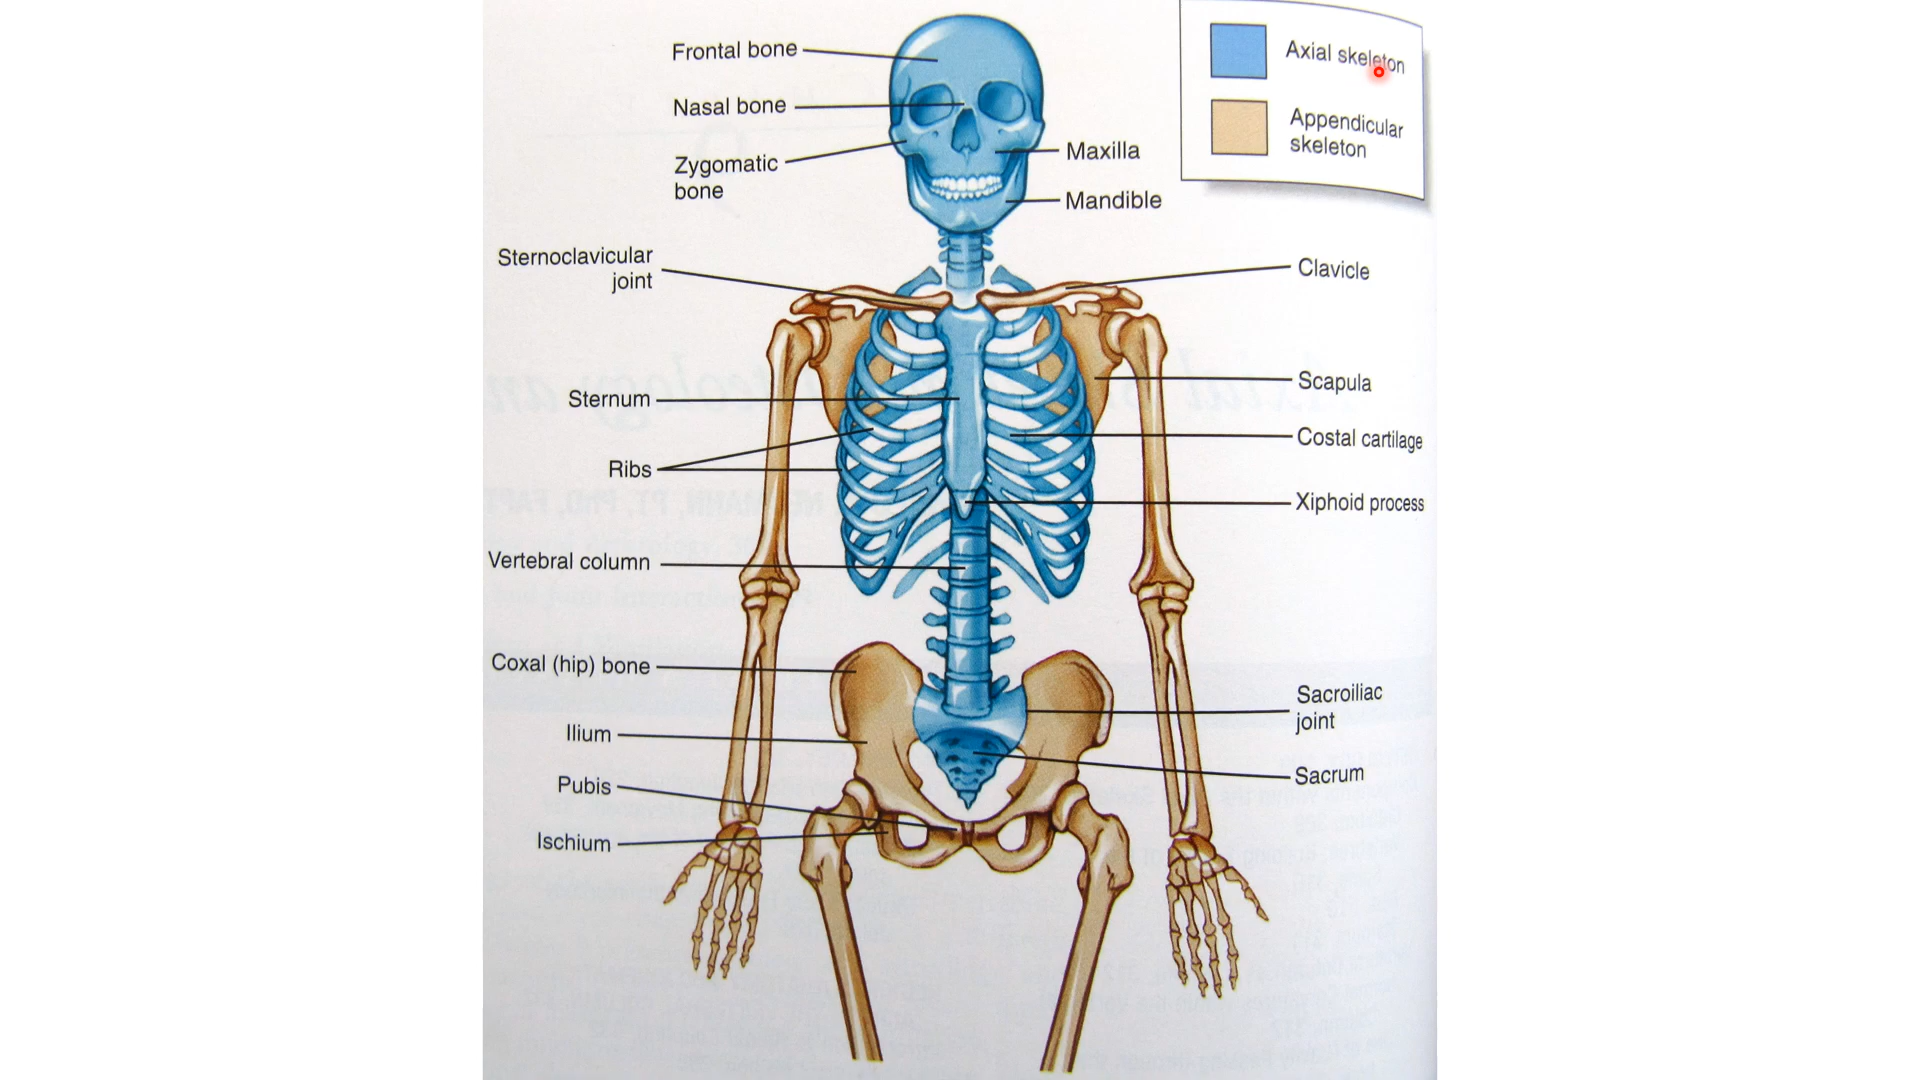 Frontal bone
Nasal bone
Zygomatic
bone
Maxilla
Mandible
Axial skeleton
Appendicular
skeleton
Sternoclavicular
joint
Clavicle
Scapula
Sternum
Costal cartilage
Ribs
Xiphoid process
Vertebral column
Coxal (hip) bone
Sacroiliac
joint
Ilium
Sacrum
Pubis
Ischium